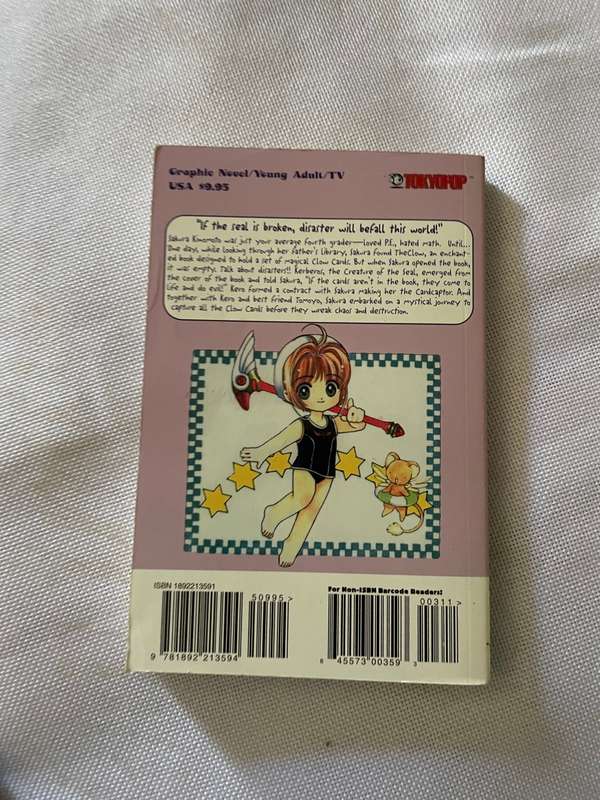 Graphic Novel/Young Adult/TV
USA $9.95
TOKYOPOP™
"If the seal is broken, disaster will befall this world!"
Sakura Kinomoto was just your average fourth grader—loved P.E., hated math. Until...
One day, while looking through her father's library, Sakura found TheClow, an enchant-
ed book designed to hold a set of magical Clow Cards. But when Sakura opened the book,
it was empty. Talk about disasters!! Kerberos, the Creature of the Seal, emerged from
the cover of the book and told Sakura, "If the cards aren't in the book, they come to
life and do evil!" Kero formed a contract with Sakura making her the Cardcaptor. And
together with Kero and best friend Tomoyo, Sakura embarked on a mystical journey to
capture all the Clow Cards before they wreak chaos and destruction.
ISBN 1892213591
50995>
9 781892 213594
For Non-ISBN Barcode Readers!
00311>
6 45573 00359 3